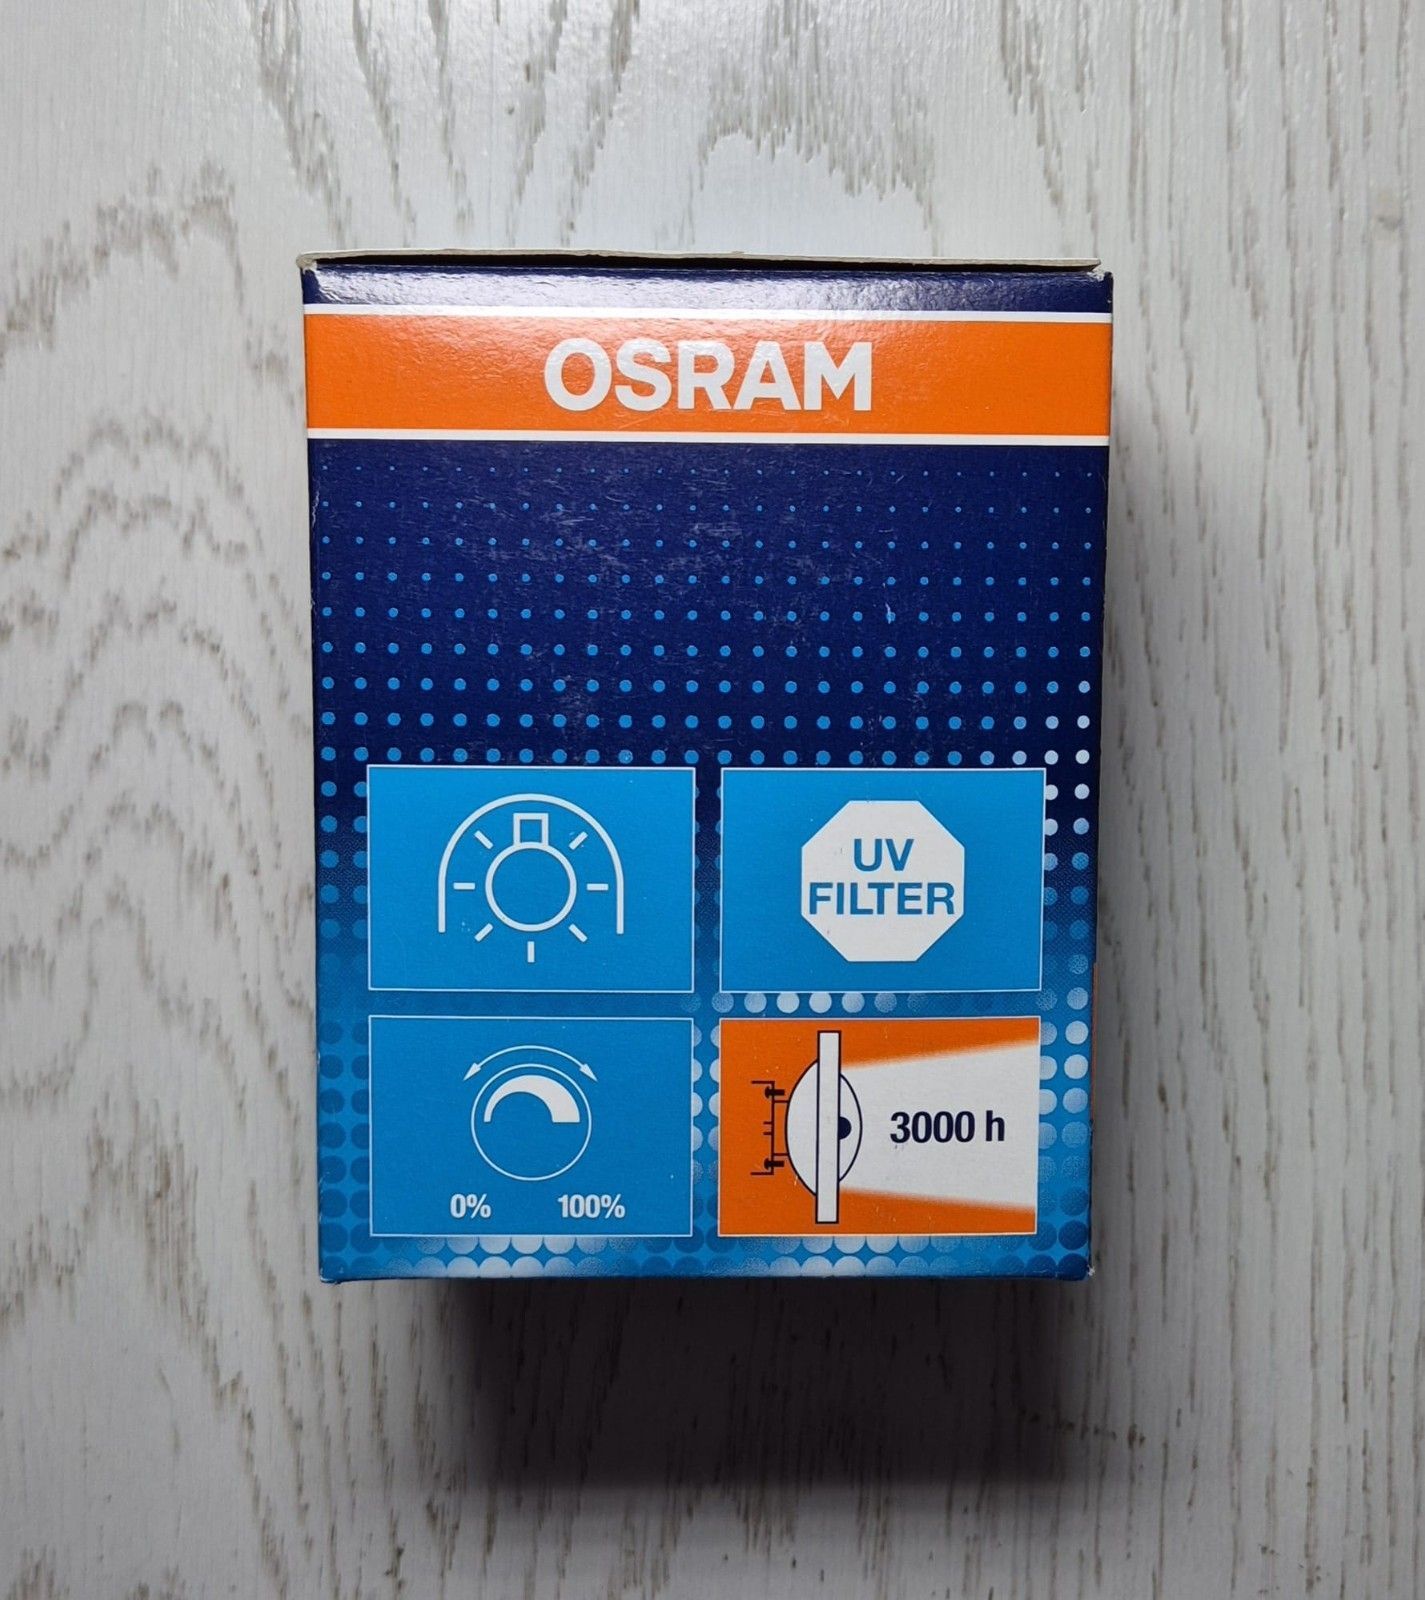 OSRAM
UV
FILTER
0% 100%
3000 h